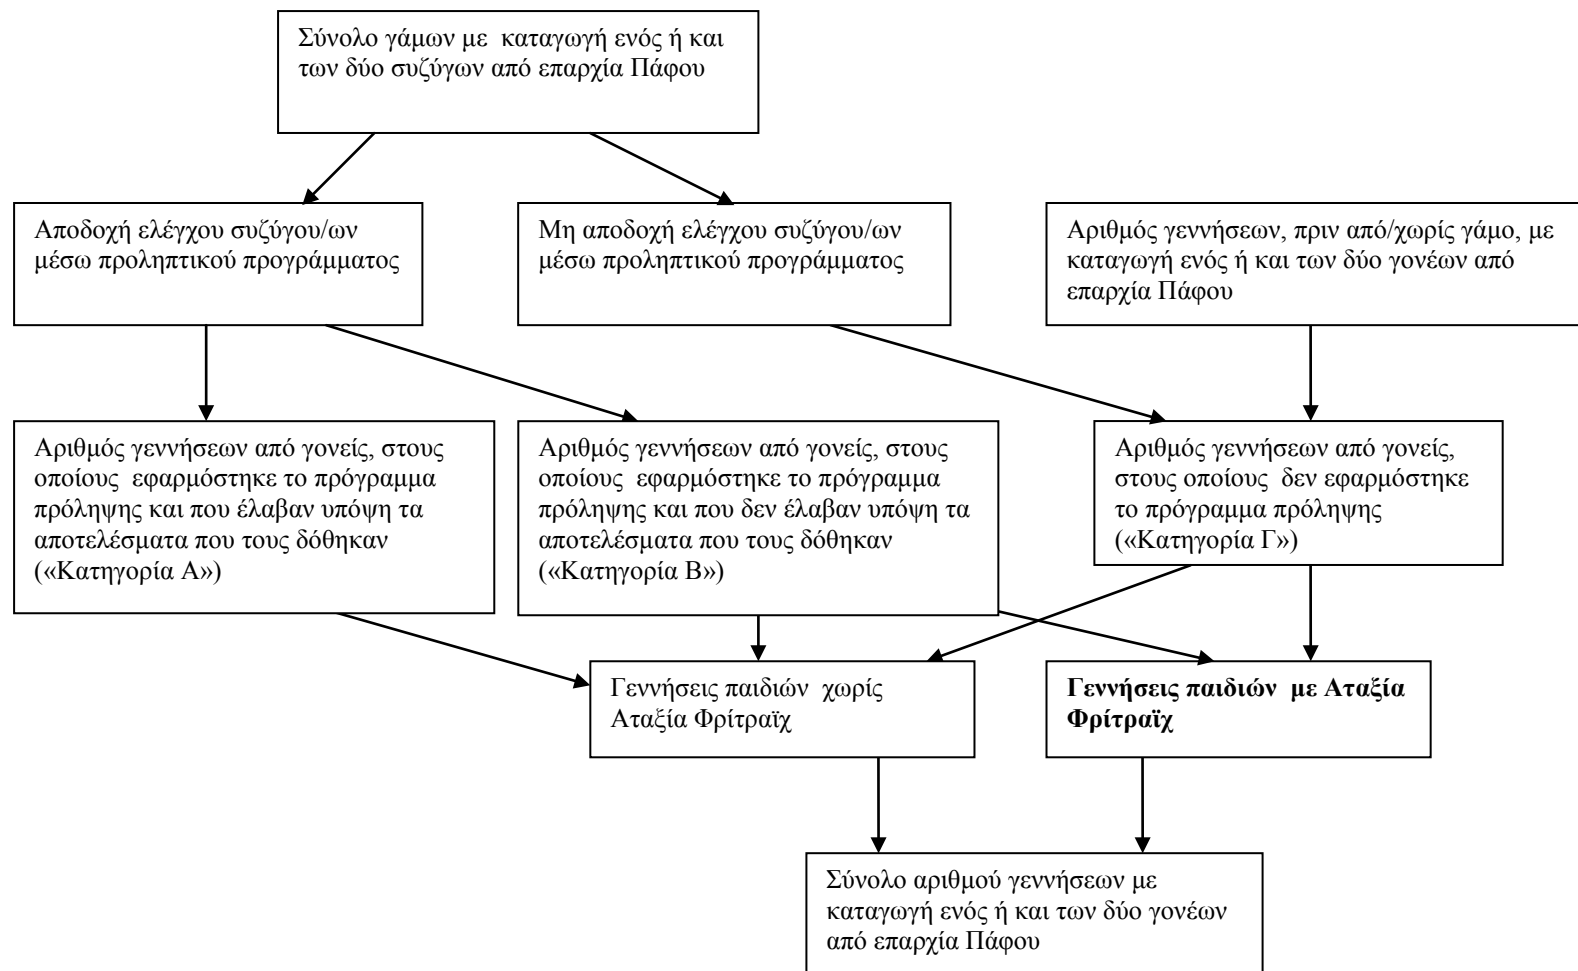 Σύνολο γάμων με καταγωγή ενός ή και
των δύο συζύγων από επαρχία Πάφου
Αποδοχή ελέγχου συζύγου/ων
μέσω προληπτικού προγράμματος
Μη αποδοχή ελέγχου συζύγου/ων
μέσω προληπτικού προγράμματος
Αριθμός γεννήσεων, πριν από/χωρίς γάμο, με
καταγωγή ενός ή και των δύο γονέων από
επαρχία Πάφου
Αριθμός γεννήσεων από γονείς, στους
οποίους εφαρμόστηκε το πρόγραμμα
πρόληψης και που έλαβαν υπόψη τα
αποτελέσματα που τους δόθηκαν
(«Κατηγορία Α»)
Αριθμός γεννήσεων από γονείς, στους
οποίους εφαρμόστηκε το πρόγραμμα
πρόληψης και που δεν έλαβαν υπόψη τα
αποτελέσματα που τους δόθηκαν
(«Κατηγορία Β»)
Αριθμός γεννήσεων από γονείς,
στους οποίους δεν εφαρμόστηκε
το πρόγραμμα πρόληψης
(«Κατηγορία Γ»)
Γεννήσεις παιδιών χωρίς
Αταξία Φρίτραϊχ
Γεννήσεις παιδιών με Αταξία
Φρίτραϊχ
Σύνολο αριθμού γεννήσεων με
καταγωγή ενός ή και των δύο γονέων
από επαρχία Πάφου